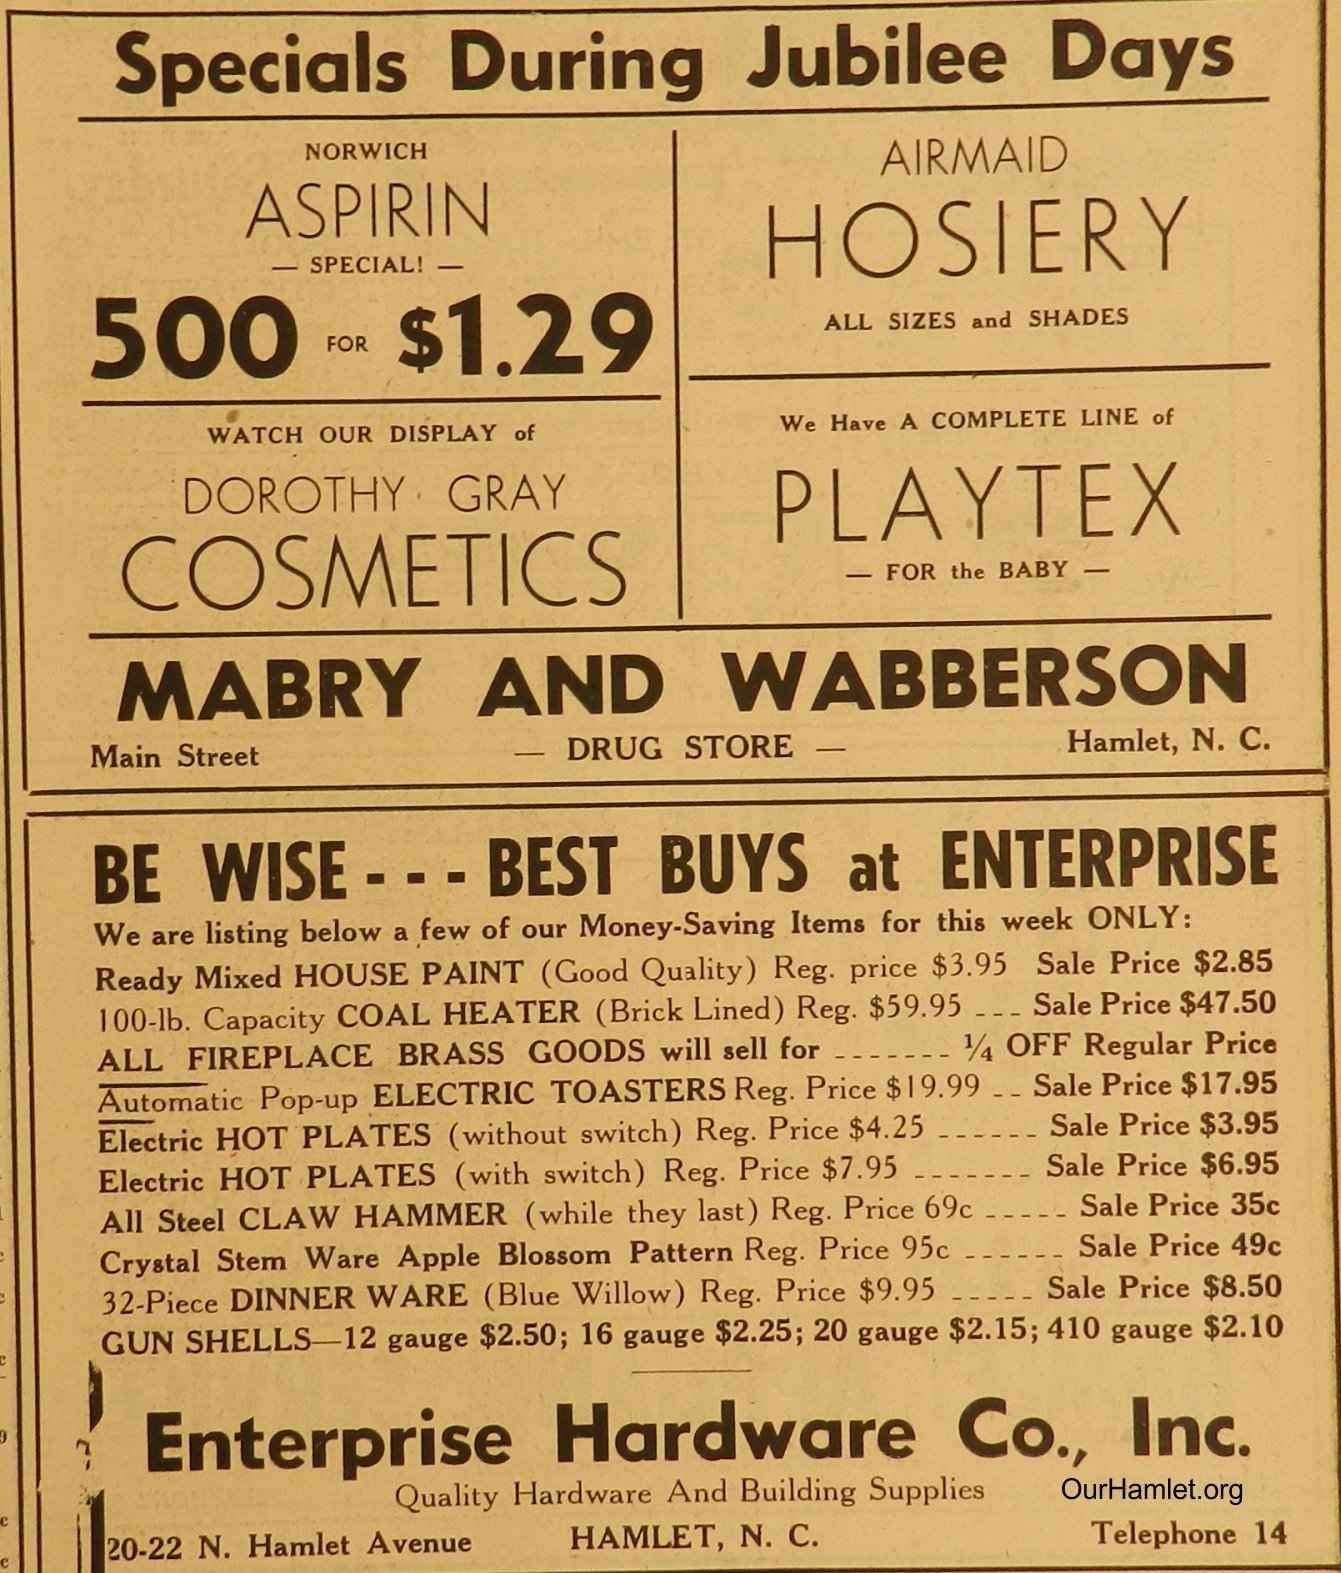 Specials During Jubilee Days
NORWICH
ASPIRIN
— SPECIAL! —
500 FOR $1.29
AIRMAID
HOSIERY
ALL SIZES and SHADES
WATCH OUR DISPLAY of
DOROTHY GRAY
COSMETICS
We Have A COMPLETE LINE of
PLAYTEX
— FOR the BABY —
MABRY AND WABBERSON
Main Street — DRUG STORE — Hamlet, N. C.
BE WISE - - - BEST BUYS at ENTERPRISE
We are listing below a few of our Money-Saving Items for this week ONLY:
Ready Mixed HOUSE PAINT (Good Quality) Reg. price $3.95 Sale Price $2.85
100-lb. Capacity COAL HEATER (Brick Lined) Reg. $59.95 _ _ _ Sale Price $47.50
ALL FIREPLACE BRASS GOODS will sell for _ _ _ _ _ _ _ ¼ OFF Regular Price
Automatic Pop-up ELECTRIC TOASTERS Reg. Price $19.99 _ _ Sale Price $17.95
Electric HOT PLATES (without switch) Reg. Price $4.25 _ _ _ _ _ _ Sale Price $3.95
Electric HOT PLATES (with switch) Reg. Price $7.95 _ _ _ _ _ _ _ Sale Price $6.95
All Steel CLAW HAMMER (while they last) Reg. Price 69c _ _ _ _ _ Sale Price 35c
Crystal Stem Ware Apple Blossom Pattern Reg. Price 95c _ _ _ _ _ _ Sale Price 49c
32-Piece DINNER WARE (Blue Willow) Reg. Price $9.95 _ _ _ _ _ Sale Price $8.50
GUN SHELLS—12 gauge $2.50; 16 gauge $2.25; 20 gauge $2.15; 410 gauge $2.10
Enterprise Hardware Co., Inc.
Quality Hardware And Building Supplies
OurHamlet.org
20-22 N. Hamlet Avenue HAMLET, N. C. Telephone 14